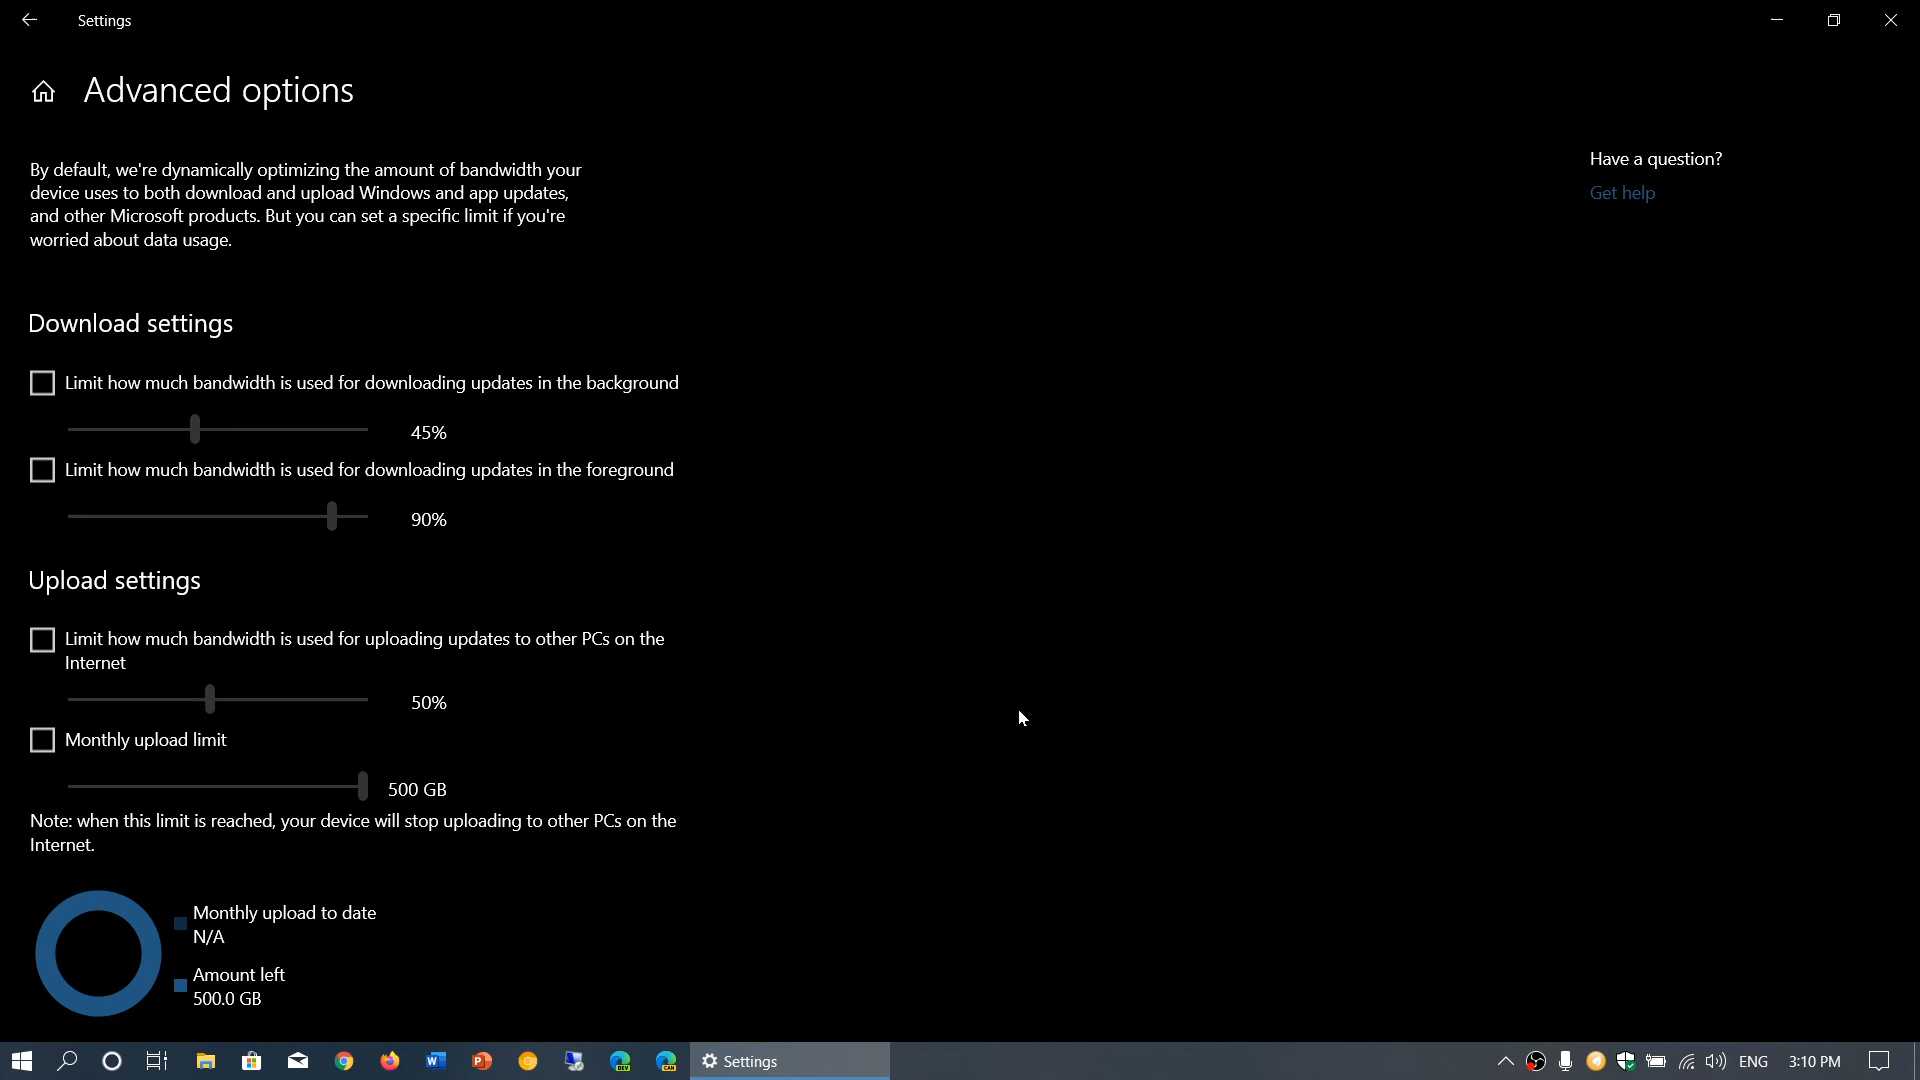 Settings
Advanced options
By default, we're dynamically optimizing the amount of bandwidth your
device uses to both download and upload Windows and app updates,
and other Microsoft products. But you can set a specific limit if you're
worried about data usage.
Have a question?
Get help
Download settings
Limit how much bandwidth is used for downloading updates in the background
45%
Limit how much bandwidth is used for downloading updates in the foreground
90%
Upload settings
Limit how much bandwidth is used for uploading updates to other PCs on the
Internet
50%
Monthly upload limit
500 GB
Note: when this limit is reached, your device will stop uploading to other PCs on the
Internet.
Monthly upload to date
N/A
Amount left
500.0 GB
W
P
DEV
CAN
Settings
ENG
3:10 PM